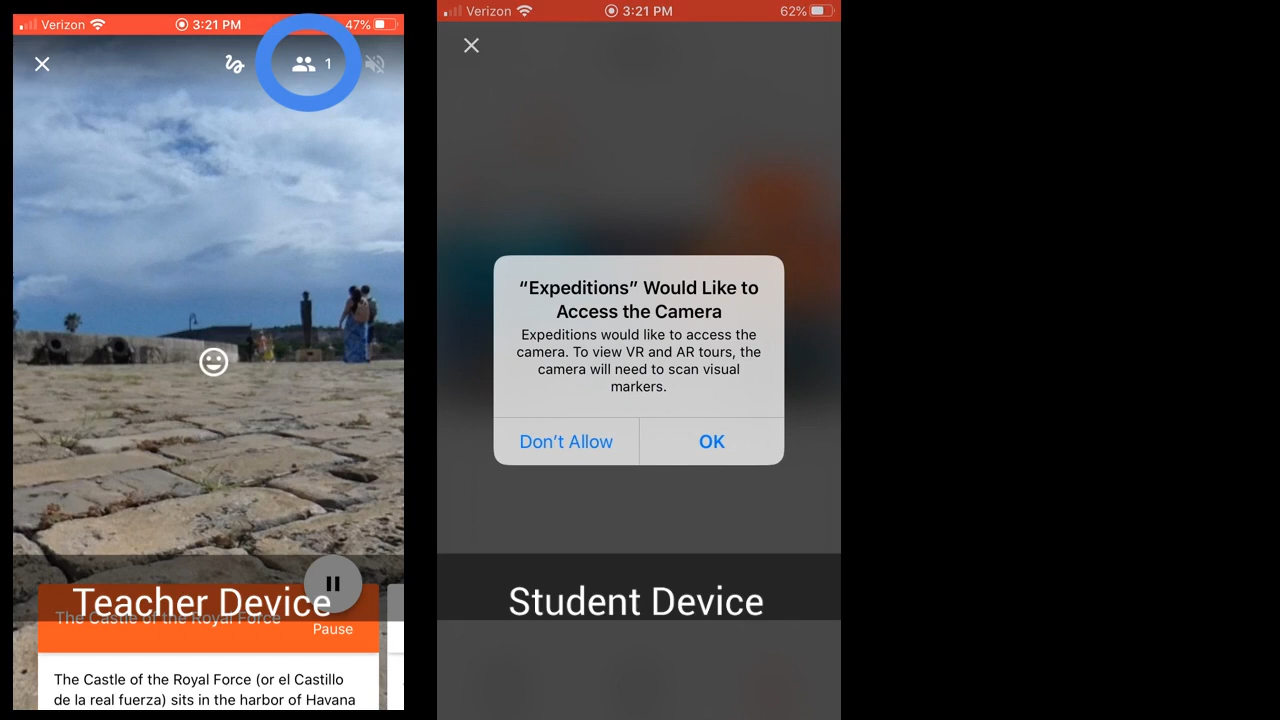 Verizon 3:21 PM 47%
1
Teacher Device
The Castle of the Royal Force
Pause
The Castle of the Royal Force (or el Castillo
de la real fuerza) sits in the harbor of Havana
Verizon 3:21 PM 62%
“Expeditions” Would Like to
Access the Camera
Expeditions would like to access the
camera. To view VR and AR tours, the
camera will need to scan visual
markers.
Don’t Allow OK
Student Device